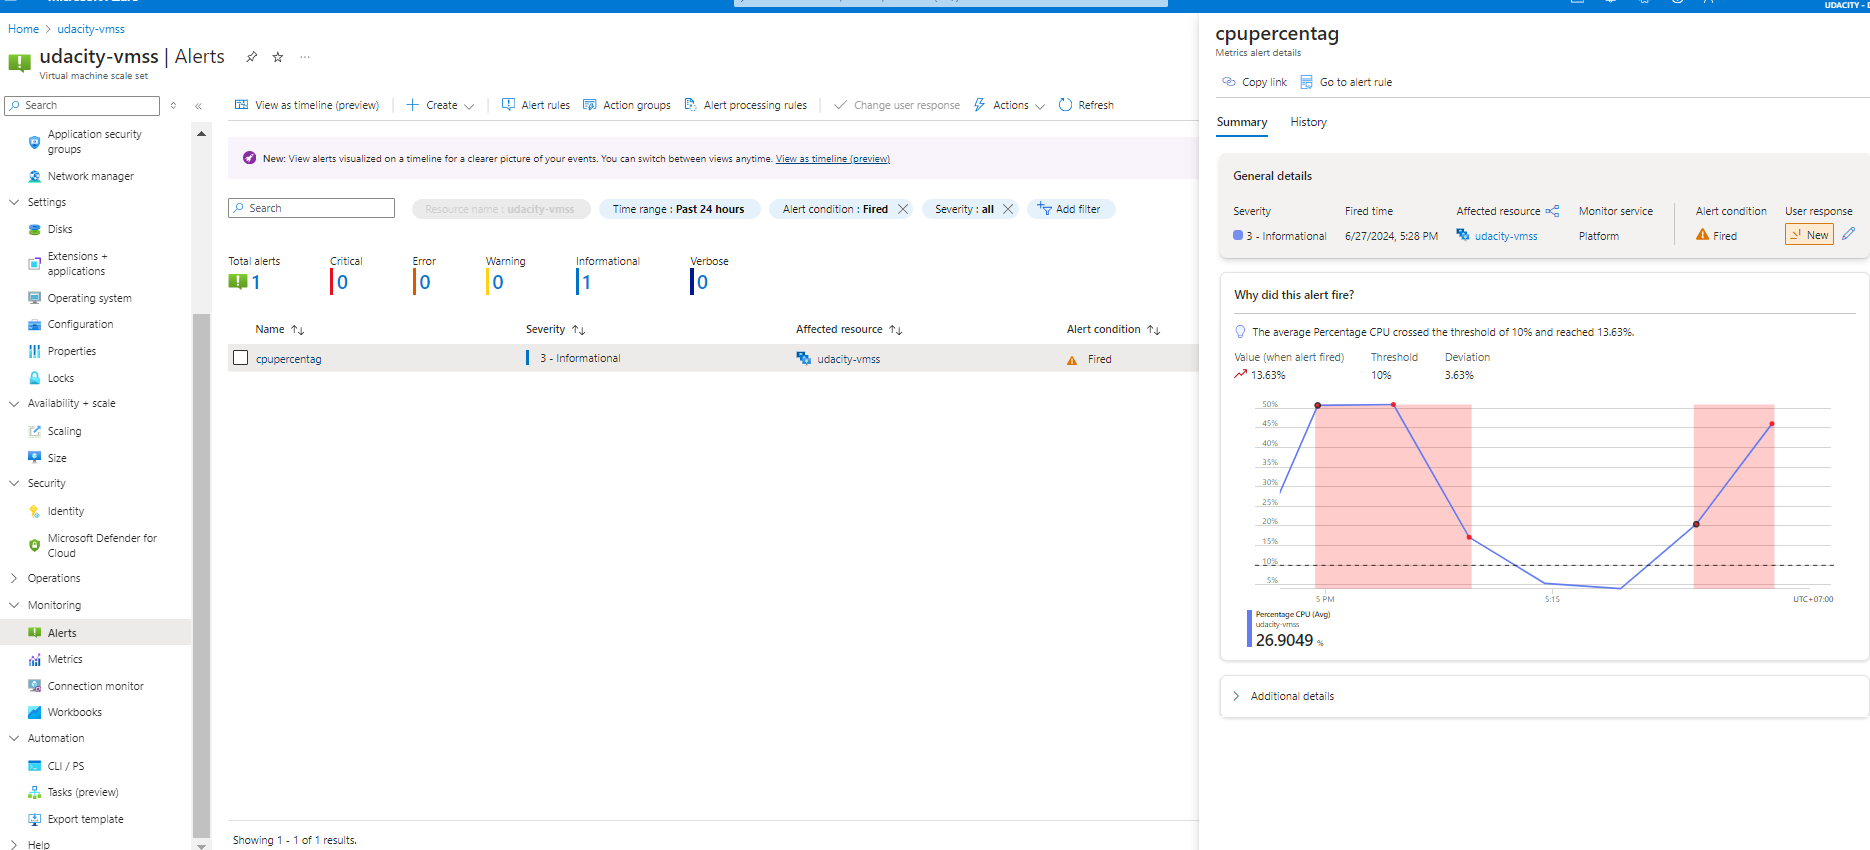 UDACITY -
Home > udacity-vmss
udacity-vmss | Alerts
Virtual machine scale set
Search
Application security groups
Network manager
Settings
Disks
Extensions + applications
Operating system
Configuration
Properties
Locks
Availability + scale
Scaling
Size
Security
Identity
Microsoft Defender for Cloud
Operations
Monitoring
Alerts
Metrics
Connection monitor
Workbooks
Automation
CLI / PS
Tasks (preview)
Export template
Help
View as timeline (preview) Create Alert rules Action groups Alert processing rules Change user response Actions Refresh
New: View alerts visualized on a timeline for a clearer picture of your events. You can switch between views anytime. View as timeline (preview)
Search Resource name : udacity-vmss Time range : Past 24 hours Alert condition : Fired Severity : all Add filter
Total alerts Critical Error Warning Informational Verbose
1 0 0 0 1 0
Name Severity Affected resource Alert condition
cpupercentag 3 - Informational udacity-vmss Fired
Showing 1 - 1 of 1 results.
cpupercentag
Metrics alert details
Copy link Go to alert rule
Summary History
General details
Severity Fired time Affected resource Monitor service Alert condition User response
3 - Informational 6/27/2024, 5:28 PM udacity-vmss Platform Fired New
Why did this alert fire?
The average Percentage CPU crossed the threshold of 10% and reached 13.63%.
Value (when alert fired) Threshold Deviation
13.63% 10% 3.63%
50%
45%
40%
35%
30%
25%
20%
15%
10%
5%
5 PM 5:15 UTC+07:00
Percentage CPU (Avg)
udacity-vmss
26.9049 %
Additional details